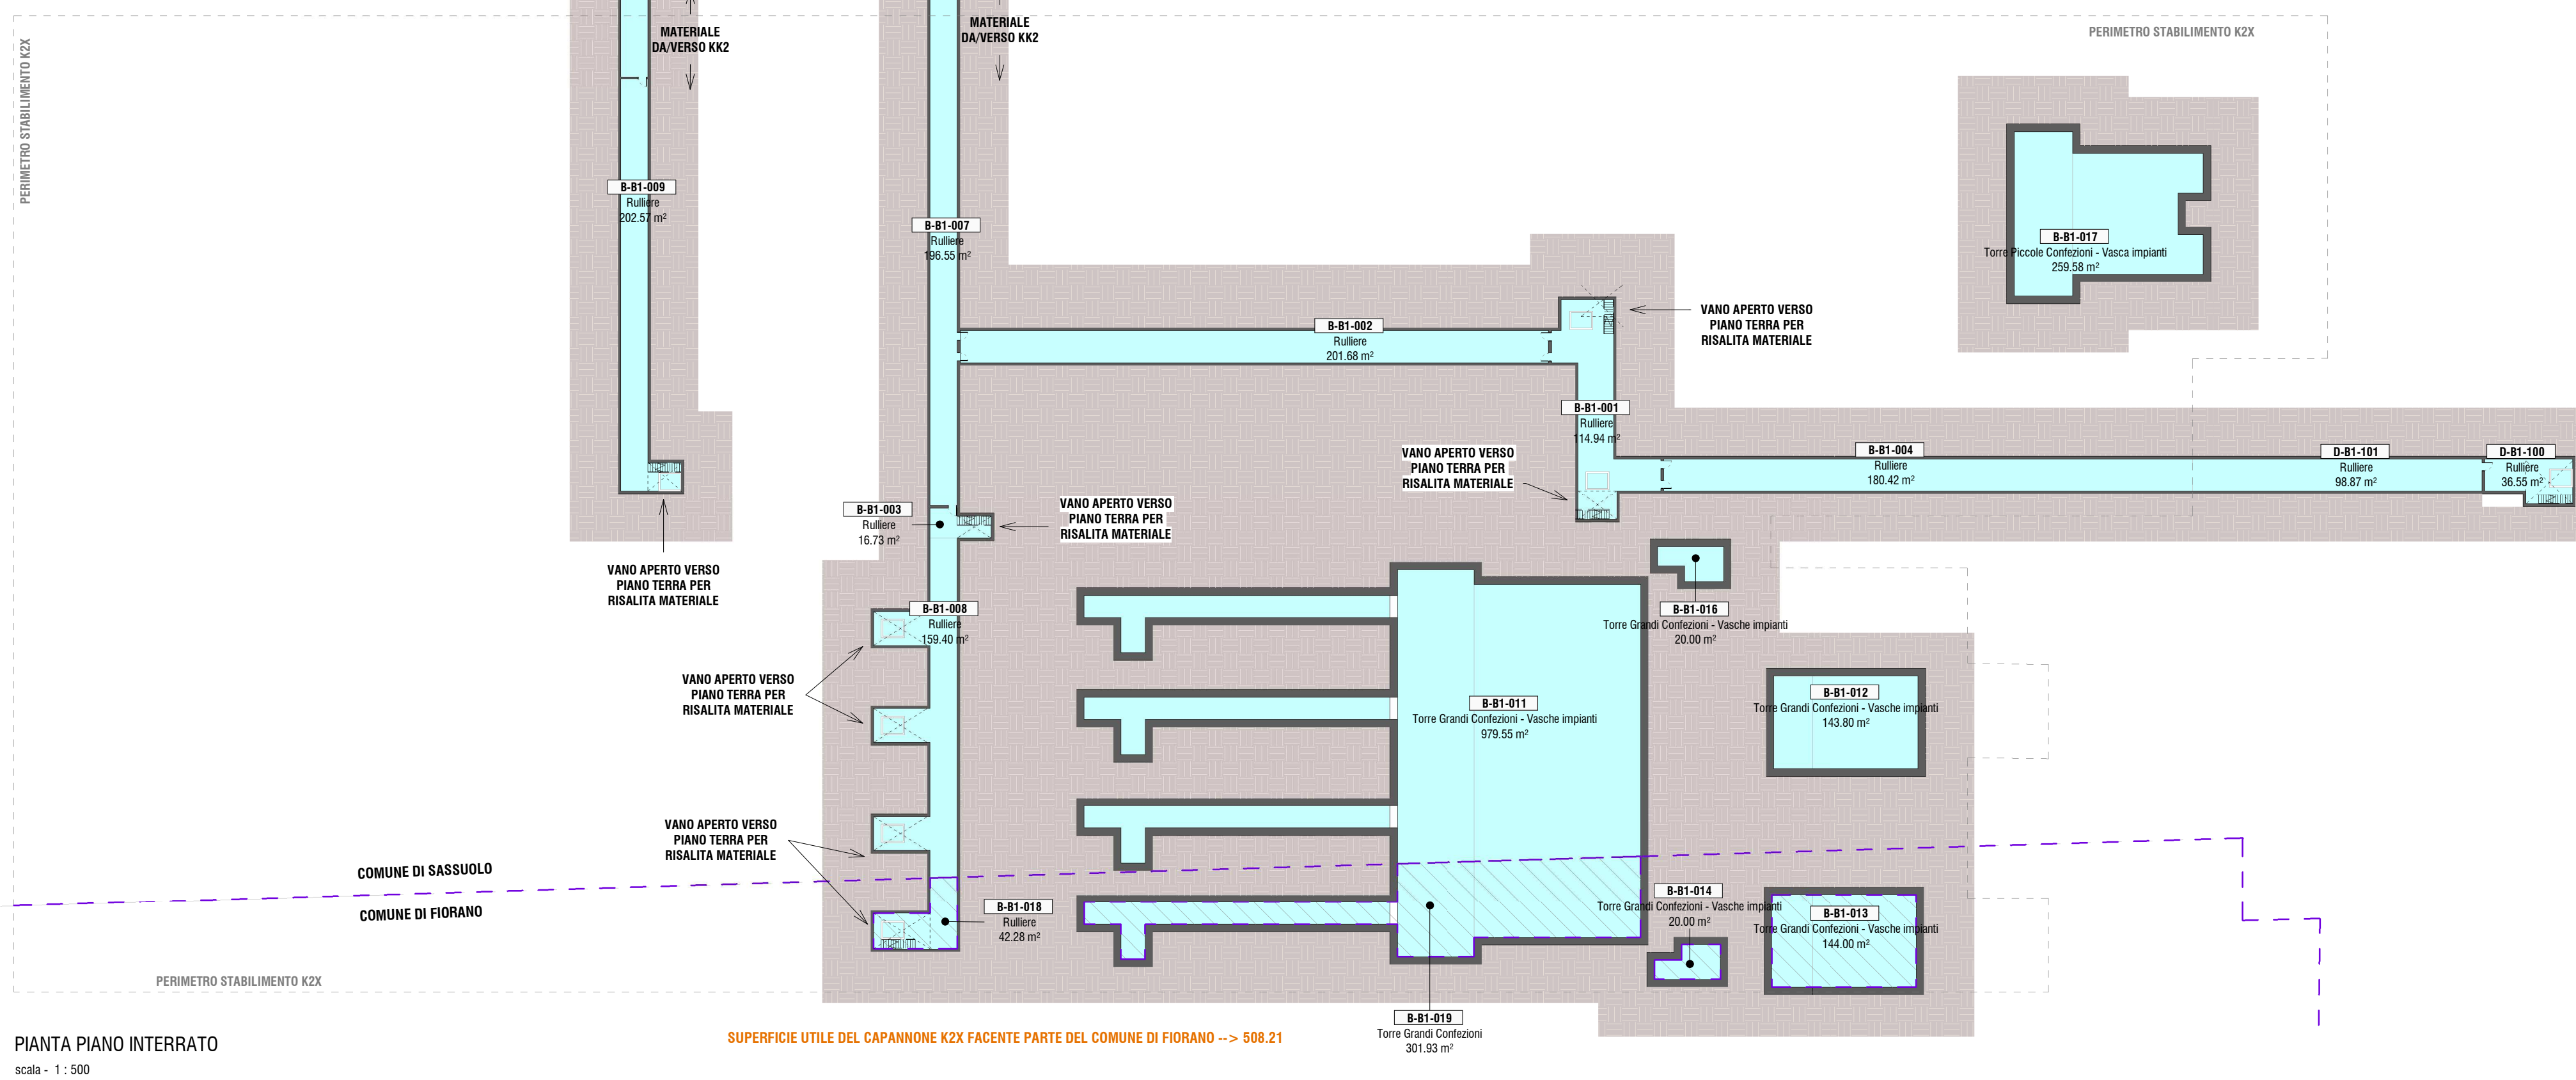 MATERIALE
DA/VERSO KK2
MATERIALE
DA/VERSO KK2
PERIMETRO STABILIMENTO K2X
PERIMETRO STABILIMENTO K2X
B-B1-009
Rulliere
202.57 m²
B-B1-007
Rulliere
196.55 m²
B-B1-017
Torre Piccole Confezioni - Vasca impianti
259.58 m²
B-B1-002
Rulliere
201.68 m²
VANO APERTO VERSO
PIANO TERRA PER
RISALITA MATERIALE
B-B1-001
Rulliere
114.94 m²
VANO APERTO VERSO
PIANO TERRA PER
RISALITA MATERIALE
B-B1-004
Rulliere
180.42 m²
D-B1-101
Rulliere
98.87 m²
D-B1-100
Rulliere
36.55 m²
B-B1-003
Rulliere
16.73 m²
VANO APERTO VERSO
PIANO TERRA PER
RISALITA MATERIALE
VANO APERTO VERSO
PIANO TERRA PER
RISALITA MATERIALE
B-B1-008
Rulliere
159.40 m²
B-B1-016
Torre Grandi Confezioni - Vasche impianti
20.00 m²
VANO APERTO VERSO
PIANO TERRA PER
RISALITA MATERIALE
B-B1-011
Torre Grandi Confezioni - Vasche impianti
979.55 m²
B-B1-012
Torre Grandi Confezioni - Vasche impianti
143.80 m²
VANO APERTO VERSO
PIANO TERRA PER
RISALITA MATERIALE
COMUNE DI SASSUOLO
COMUNE DI FIORANO
B-B1-018
Rulliere
42.28 m²
B-B1-014
Torre Grandi Confezioni - Vasche impianti
20.00 m²
B-B1-013
Torre Grandi Confezioni - Vasche impianti
144.00 m²
PERIMETRO STABILIMENTO K2X
B-B1-019
Torre Grandi Confezioni
301.93 m²
SUPERFICIE UTILE DEL CAPANNONE K2X FACENTE PARTE DEL COMUNE DI FIORANO --> 508.21
PIANTA PIANO INTERRATO
scala - 1 : 500